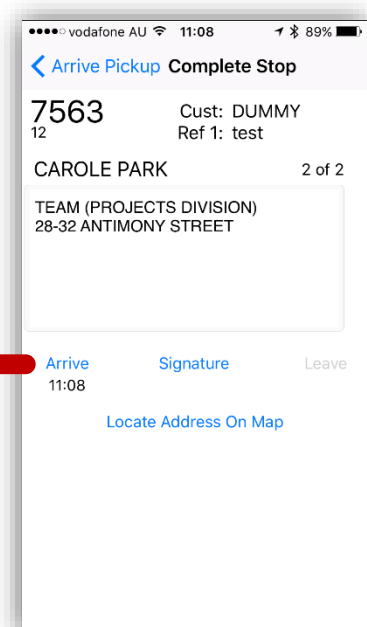 vodafone AU 11:08 89%
Arrive Pickup Complete Stop
7563 Cust: DUMMY
12 Ref 1: test
CAROLE PARK 2 of 2
TEAM (PROJECTS DIVISION)
28-32 ANTIMONY STREET
Arrive Signature Leave
11:08
Locate Address On Map